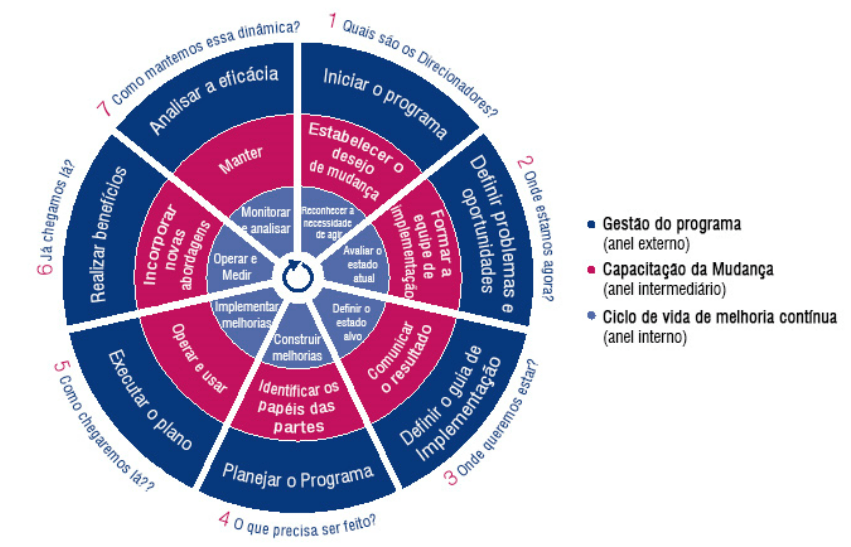 1 Quais são os Direcionadores?
Iniciar o programa
Estabelecer o
desejo
de mudança
Reconhecer a
necessidade
de agir
2 Onde estamos agora?
Definir problemas e
oportunidades
Formar a
equipe de
implementação
Avaliar o
estado
atual
3 Onde queremos estar?
Definir o guia de
Implementação
Comunicar
o resultado
Definir o
estado
alvo
4 O que precisa ser feito?
Planejar o Programa
Identificar os
papéis das
partes
Construir
melhorias
5 Como chegaremos lá??
Executar o plano
Operar e usar
Implementar
melhorias
6 Já chegamos lá?
Realizar benefícios
Incorporar
novas
abordagens
Operar e
Medir
7 Como mantemos essa dinâmica?
Analisar a eficácia
Manter
Monitorar
e analisar
Gestão do programa
(anel externo)
Capacitação da Mudança
(anel intermediário)
Ciclo de vida de melhoria contínua
(anel interno)